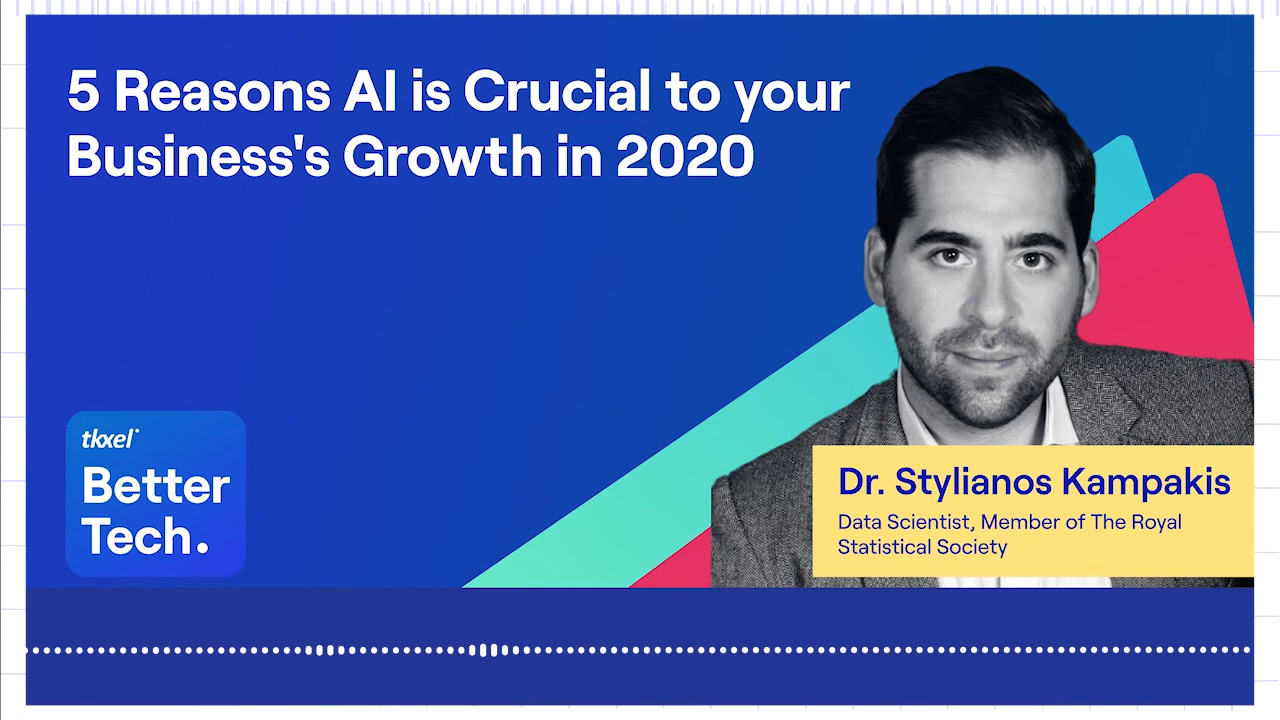 5 Reasons AI is Crucial to your
Business's Growth in 2020
tkxel
Better
Tech.
Dr. Stylianos Kampakis
Data Scientist, Member of The Royal
Statistical Society